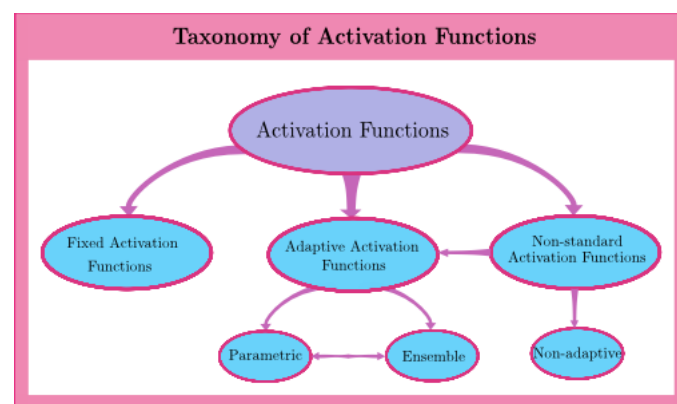 Taxonomy of Activation Functions
Activation Functions
Fixed Activation
Functions
Adaptive Activation
Functions
Non-standard
Activation Functions
Parametric
Ensemble
Non-adaptive